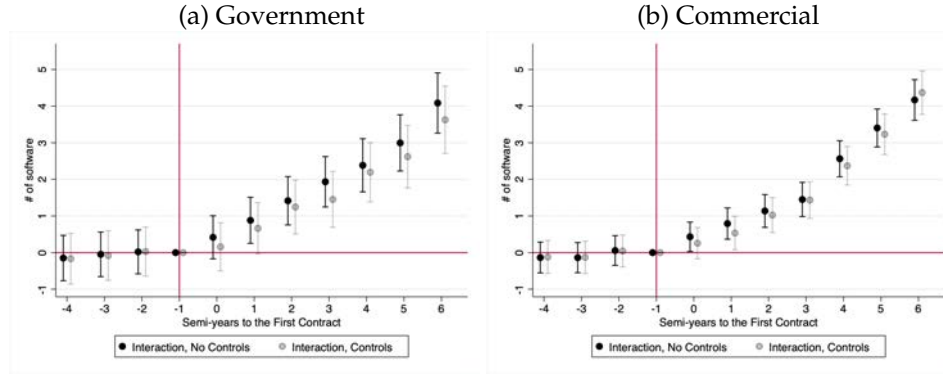 (a) Government
(b) Commercial
# of software
5
4
3
2
1
0
-1
-4 -3 -2 -1 0 1 2 3 4 5 6
Semi-years to the First Contract
Interaction, No Controls Interaction, Controls
# of software
5
4
3
2
1
0
-1
-4 -3 -2 -1 0 1 2 3 4 5 6
Semi-years to the First Contract
Interaction, No Controls Interaction, Controls